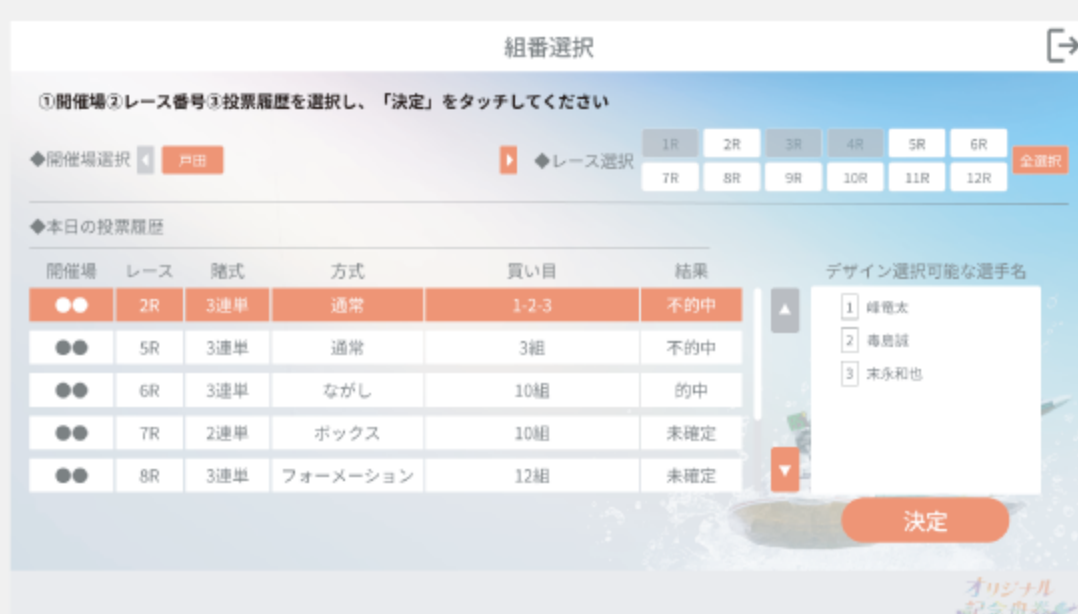 組番選択
①開催場②レース番号③投票履歴を選択し、「決定」をタッチしてください
◆開催場選択 ◀ 戸田 ▶ ◆レース選択 1R 2R 3R 4R 5R 6R 全選択
7R 8R 9R 10R 11R 12R
◆本日の投票履歴
開催場 レース 賭式 方式 買い目 結果 デザイン選択可能な選手名
●● 2R 3連単 通常 1-2-3 不的中 ▲ 1 峰竜太
●● 5R 3連単 通常 3組 不的中 2 毒島誠
●● 6R 3連単 ながし 10組 的中 3 末永和也
●● 7R 2連単 ボックス 10組 未確定
●● 8R 3連単 フォーメーション 12組 未確定 ▼
決定
オリジナル